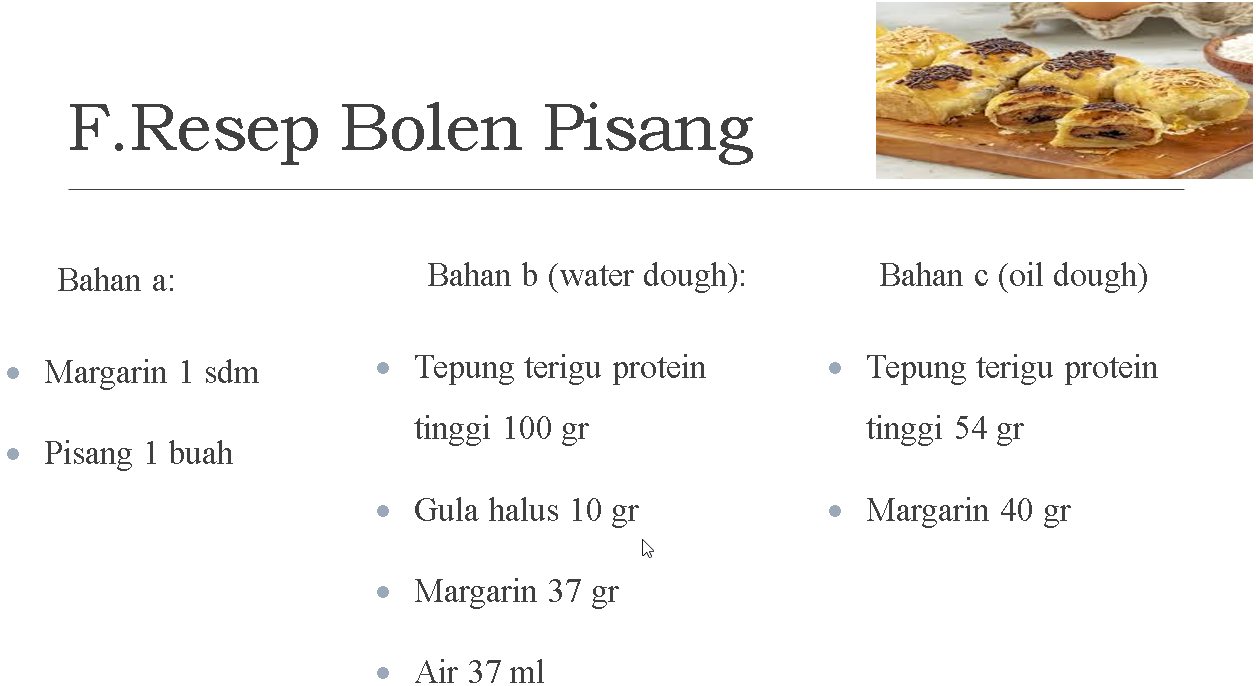 F.Resep Bolen Pisang
Bahan a:
• Margarin 1 sdm
• Pisang 1 buah
Bahan b (water dough):
• Tepung terigu protein
tinggi 100 gr
• Gula halus 10 gr
• Margarin 37 gr
• Air 37 ml
Bahan c (oil dough)
• Tepung terigu protein
tinggi 54 gr
• Margarin 40 gr